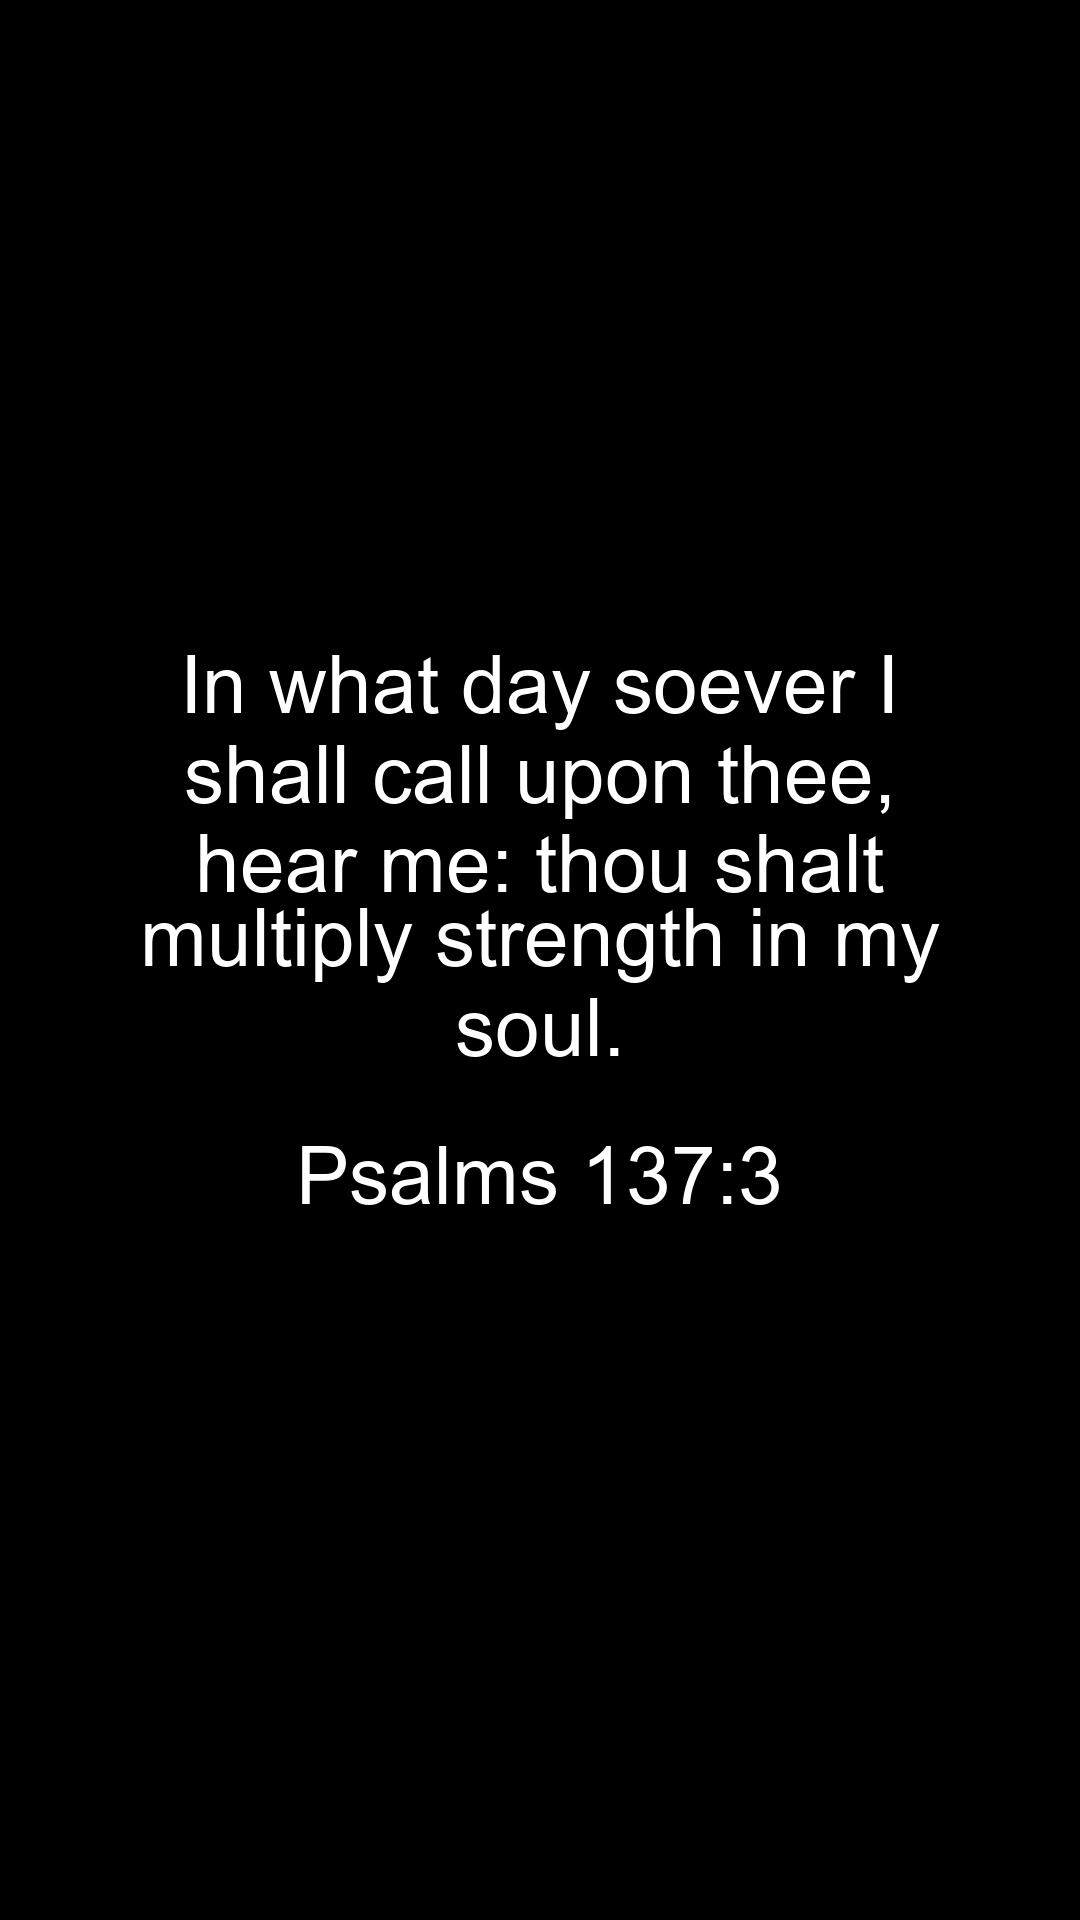 In what day soever I
shall call upon thee,
hear me: thou shalt
multiply strength in my
soul.
Psalms 137:3